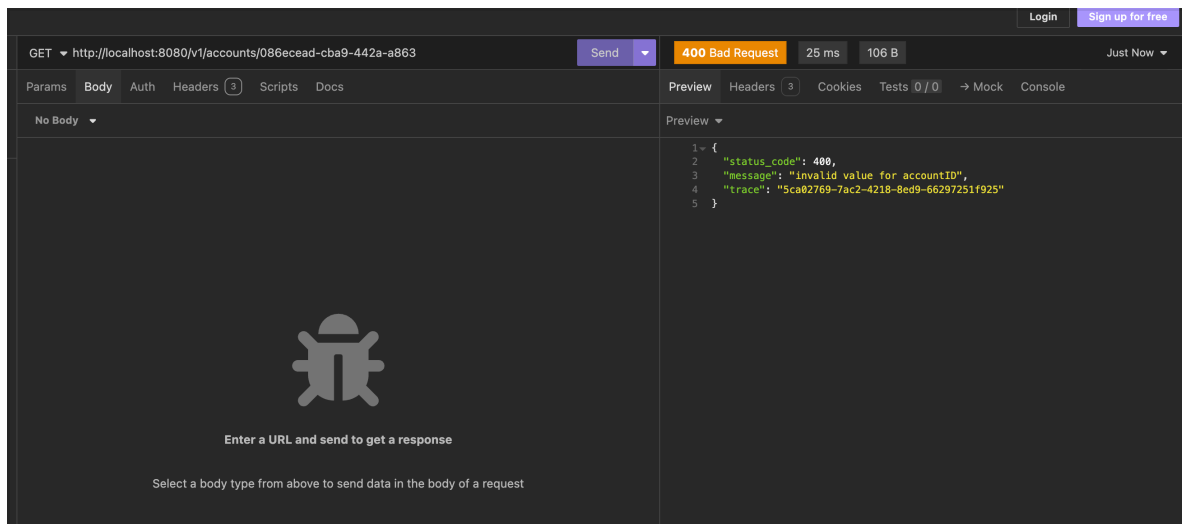 Login Sign up for free
GET http://localhost:8080/v1/accounts/086ecead-cba9-442a-a863 Send 400 Bad Request 25 ms 106 B Just Now
Params Body Auth Headers 3 Scripts Docs Preview Headers 3 Cookies Tests 0 / 0 → Mock Console
No Body Preview
1 {
2 "status_code": 400,
3 "message": "invalid value for accountID",
4 "trace": "5ca02769-7ac2-4218-8ed9-66297251f925"
5 }
Enter a URL and send to get a response
Select a body type from above to send data in the body of a request